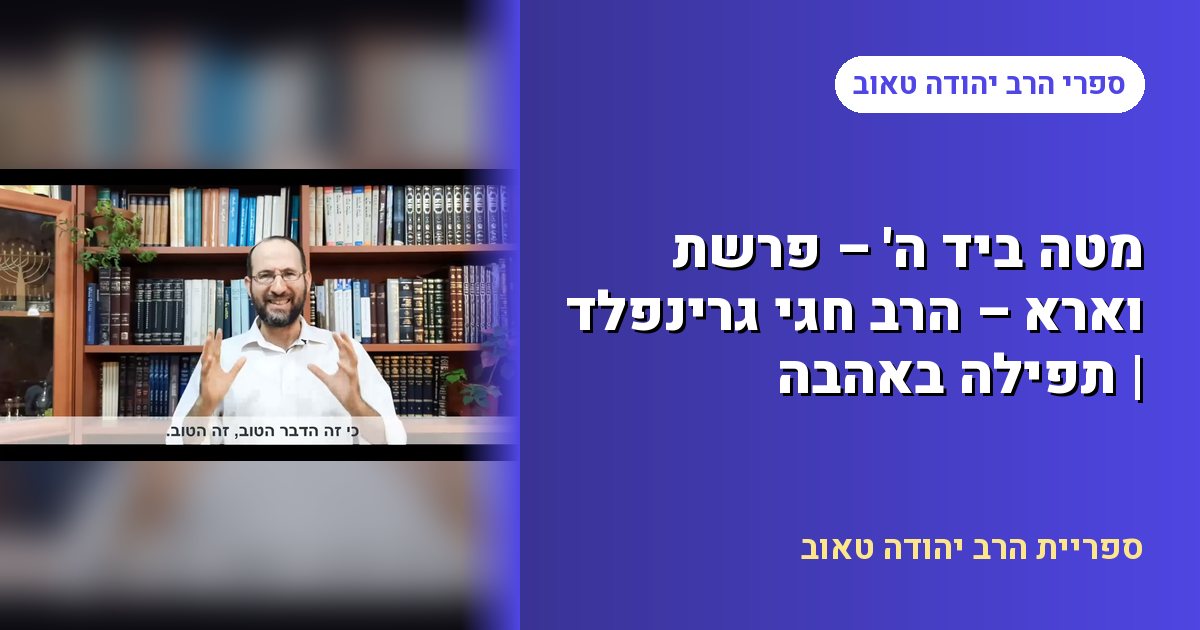 ספרי הרב יהודה טאוב
מטה ביד ה' – פרשת
וארא – הרב חגי גרינפלד
| תפילה באהבה
כי זה הדבר הטוב, זה הטוב.
ספריית הרב יהודה טאוב